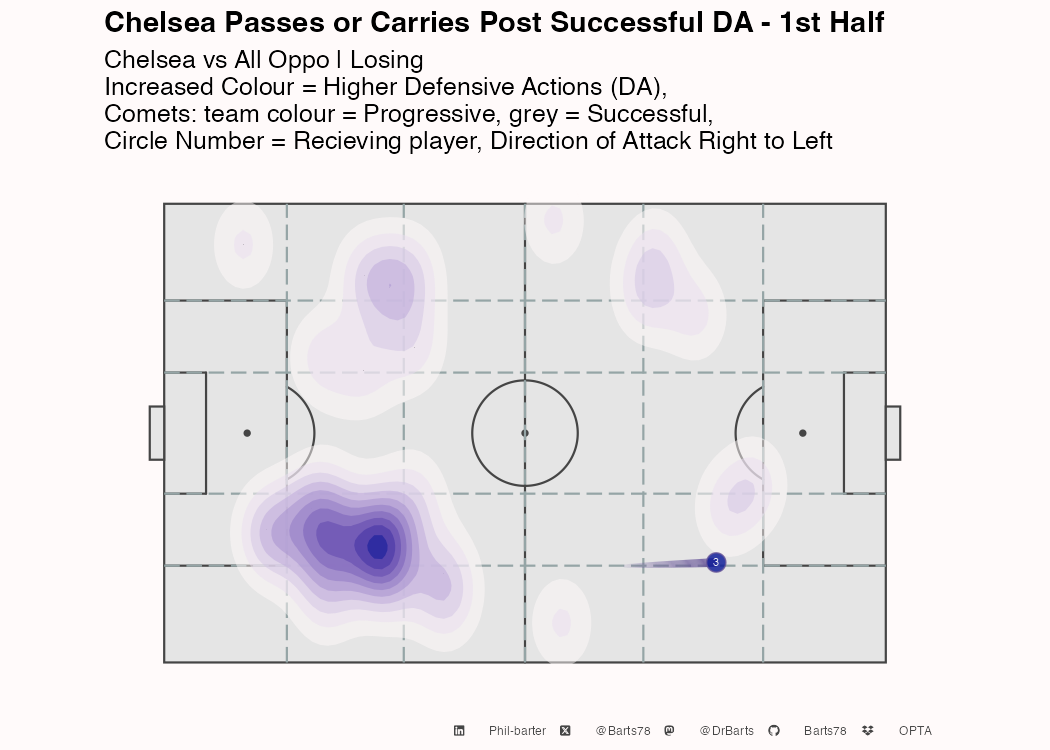 Chelsea Passes or Carries Post Successful DA - 1st Half
Chelsea vs All Oppo | Losing
Increased Colour = Higher Defensive Actions (DA),
Comets: team colour = Progressive, grey = Successful,
Circle Number = Recieving player, Direction of Attack Right to Left
3
Phil-barter @Barts78 @DrBarts Barts78 OPTA